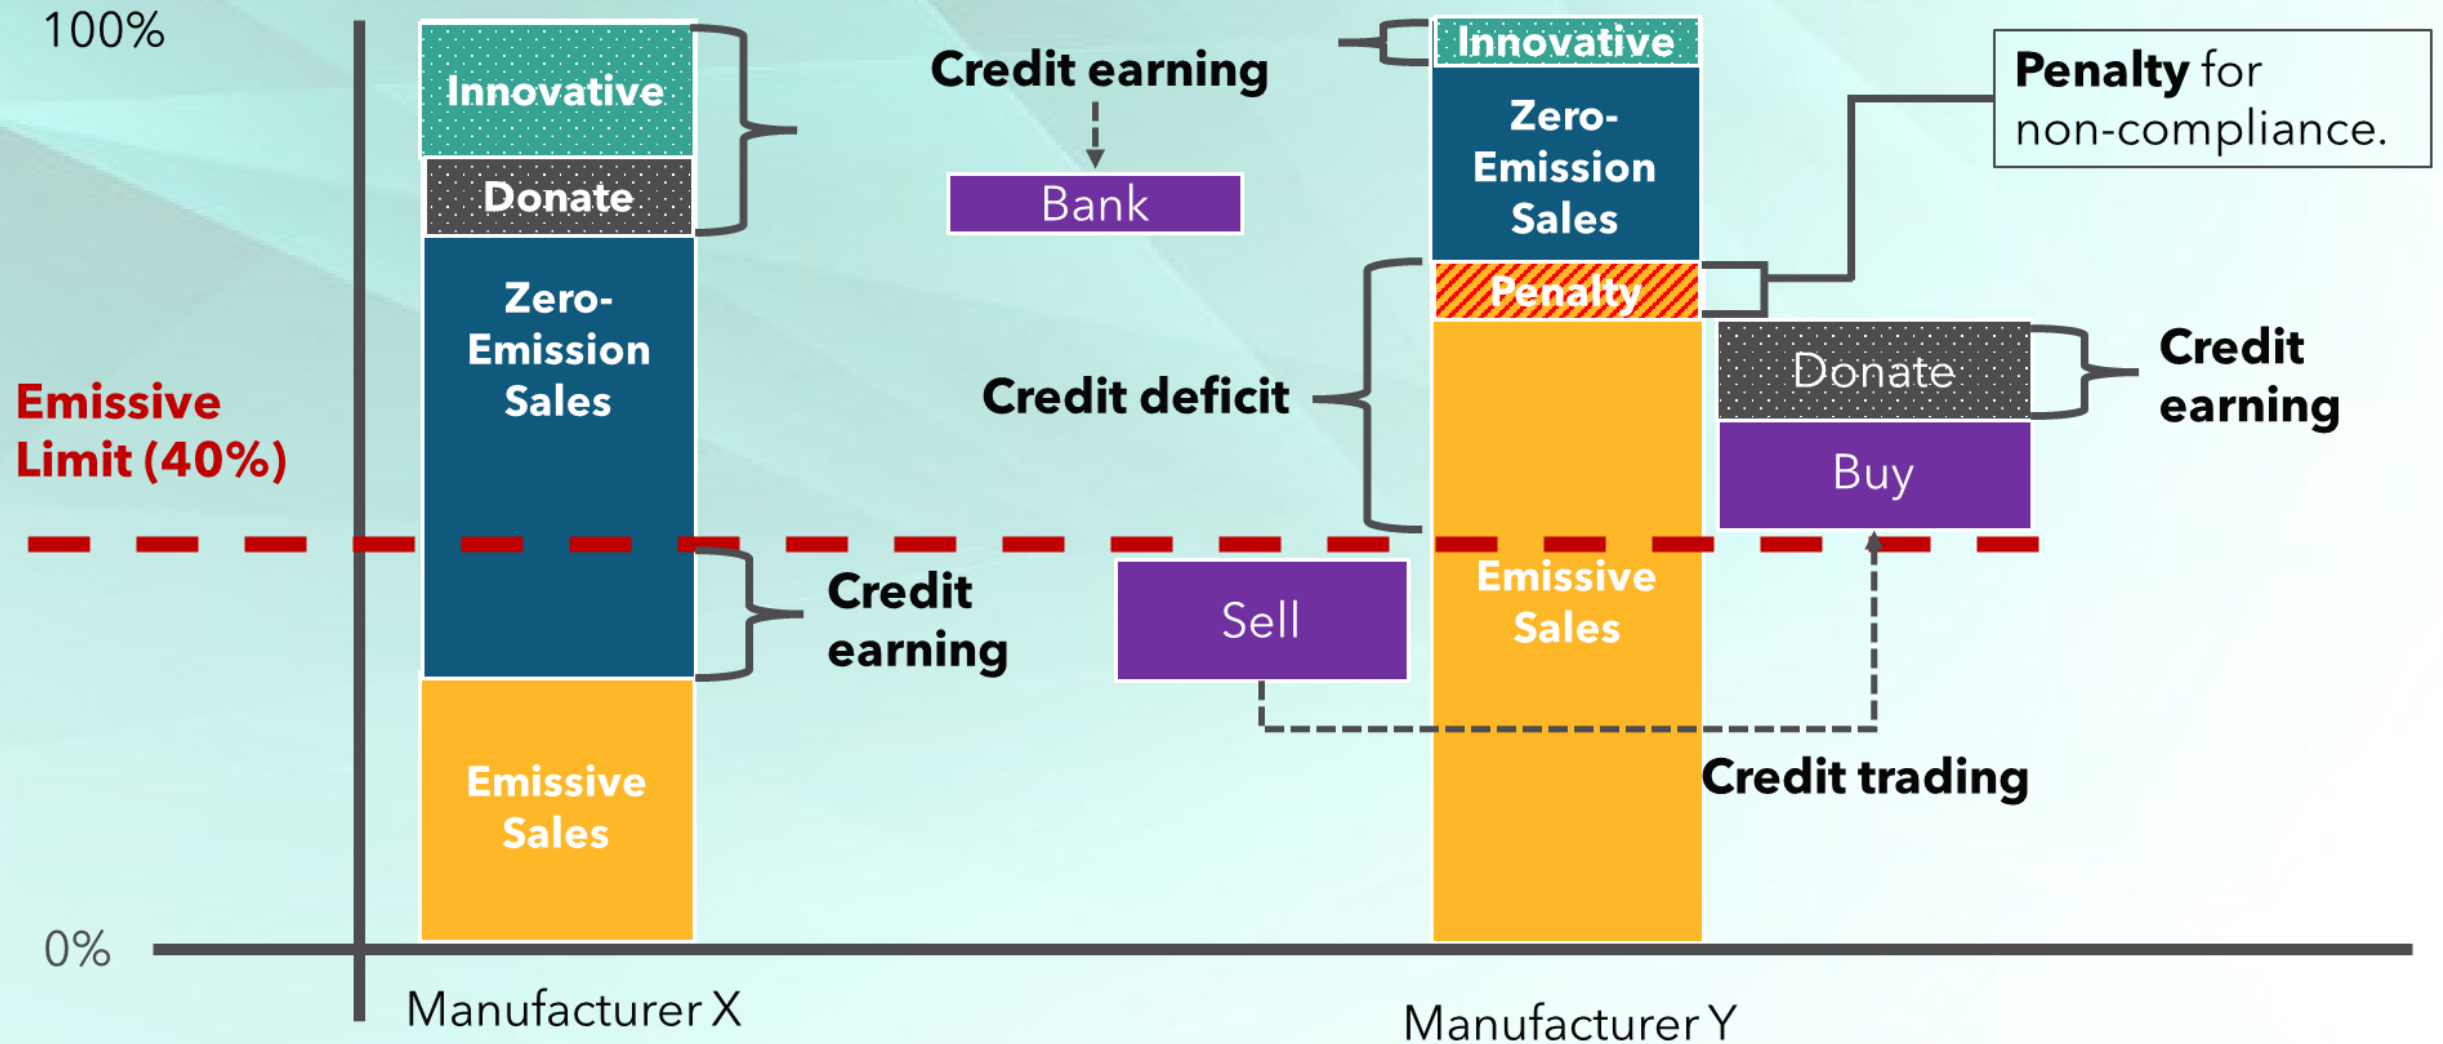 100%
Innovative
Donate
Zero-
Emission
Sales
Emissive
Limit (40%)
Credit
earning
Emissive
Sales
0%
Manufacturer X
Credit earning
Bank
Innovative
Zero-
Emission
Sales
Penalty
Credit deficit
Emissive
Sales
Sell
Penalty for
non-compliance.
Donate
Credit
earning
Buy
Credit trading
Manufacturer Y